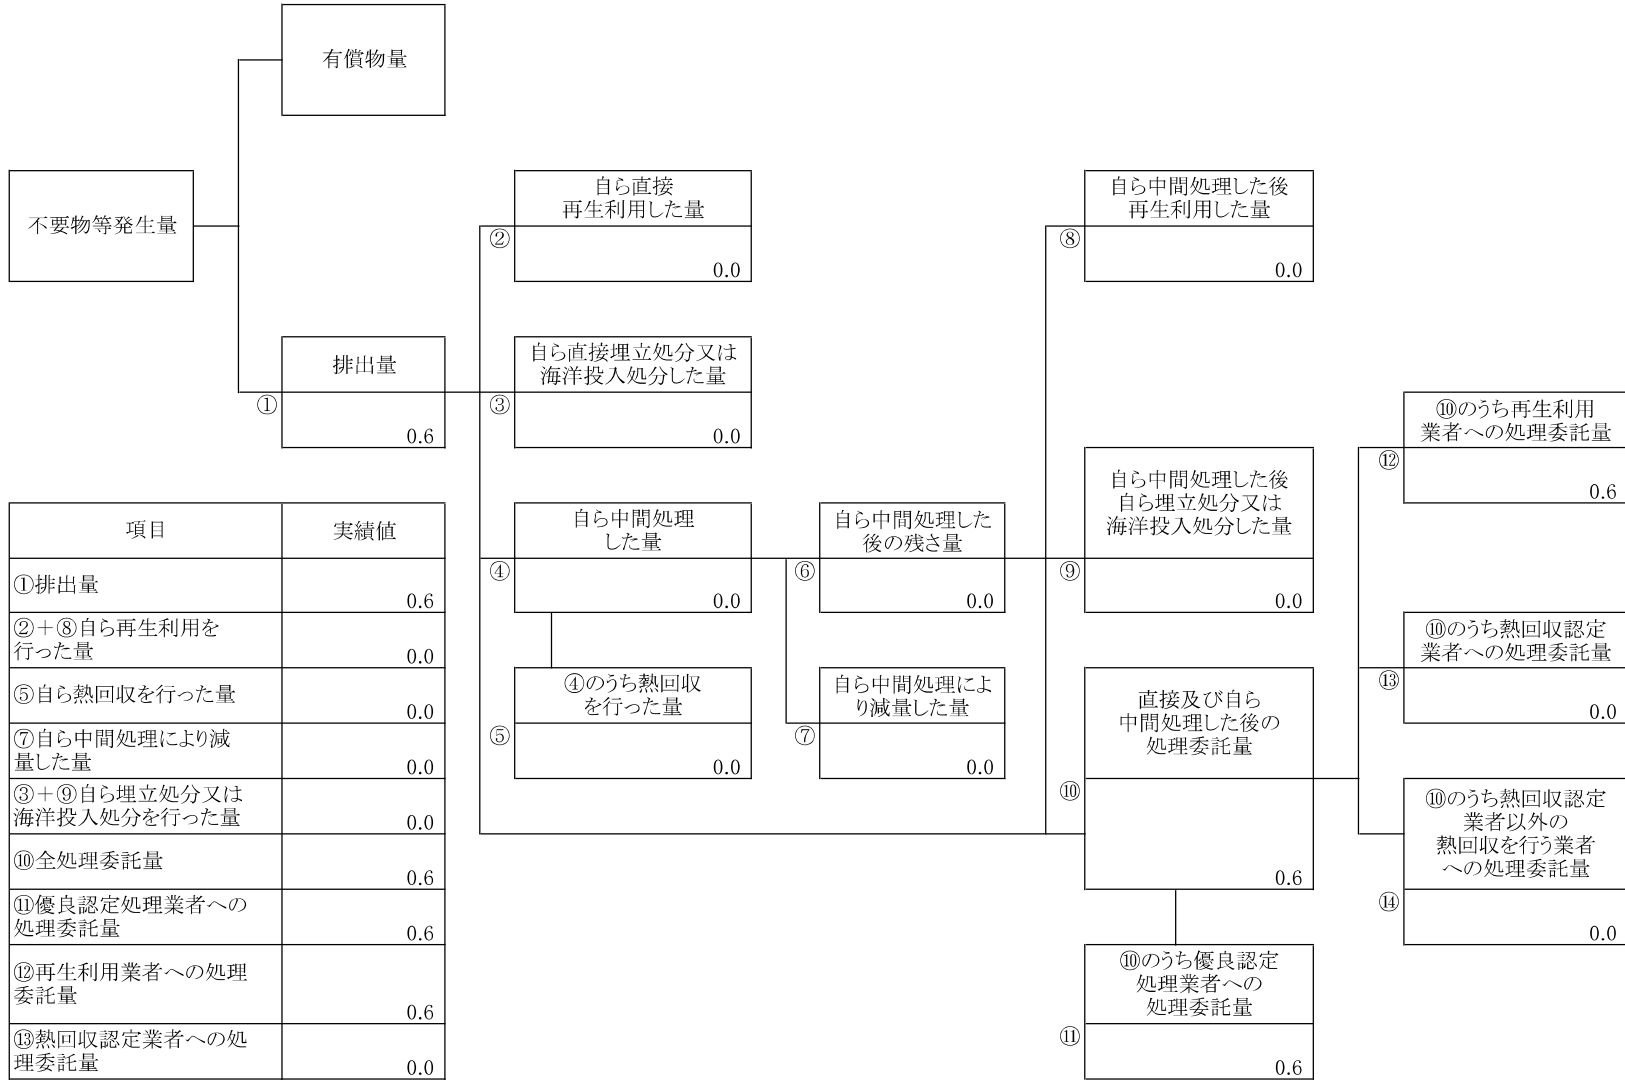 有償物量
不要物等発生量
自ら直接
再生利用した量
②
0.0
自ら中間処理した後
再生利用した量
⑧
0.0
排出量
①
0.6
自ら直接埋立処分又は
海洋投入処分した量
③
0.0
⑩のうち再生利用
業者への処理委託量
⑫
0.6
自ら中間処理
した量
④
0.0
自ら中間処理した
後の残さ量
⑥
0.0
自ら中間処理した後
自ら埋立処分又は
海洋投入処分した量
⑨
0.0
⑩のうち熱回収認定
業者への処理委託量
⑬
0.0
④のうち熱回収
を行った量
⑤
0.0
自ら中間処理によ
り減量した量
⑦
0.0
直接及び自ら
中間処理した後の
処理委託量
⑩
0.6
⑩のうち熱回収認定
業者以外の
熱回収を行う業者
への処理委託量
⑭
0.0
⑩のうち優良認定
処理業者への
処理委託量
⑪
0.6
項目 実績値
①排出量
0.6
②＋⑧自ら再生利用を
行った量
0.0
⑤自ら熱回収を行った量
0.0
⑦自ら中間処理により減
量した量
0.0
③＋⑨自ら埋立処分又は
海洋投入処分を行った量
0.0
⑩全処理委託量
0.6
⑪優良認定処理業者への
処理委託量
0.6
⑫再生利用業者への処理
委託量
0.6
⑬熱回収認定業者への処
理委託量
0.0